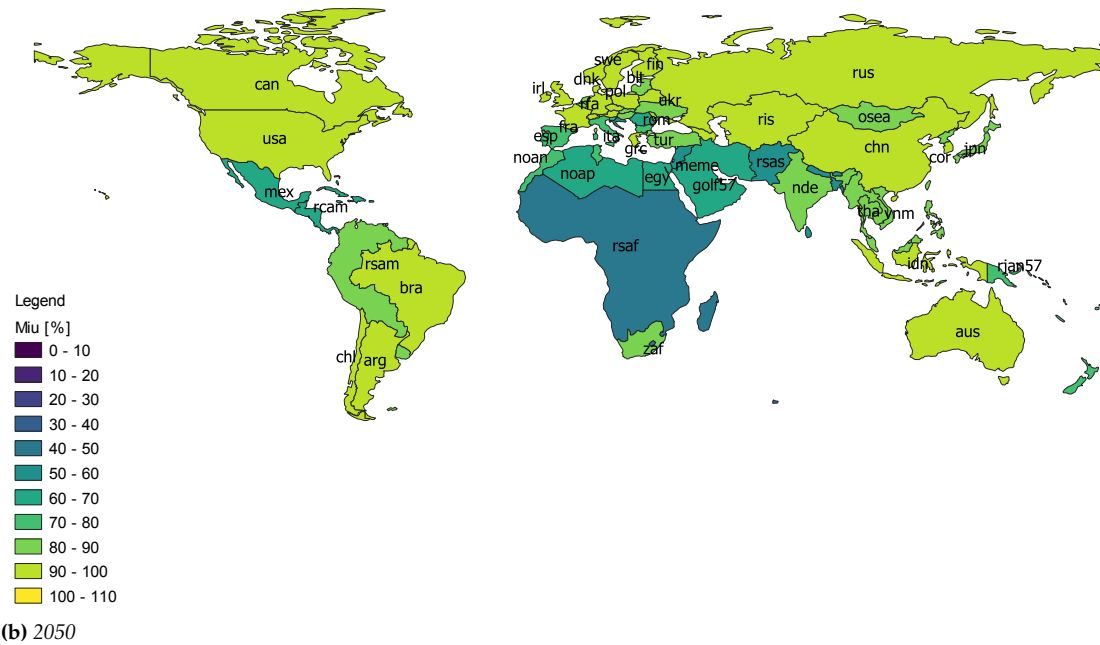 swe
fin
dnk
blt
can
rus
irl
pol
rfa
ukr
osea
ris
rom
usa
fra
esp
ita
tur
chn
jpn
grc
cor
noan
meme
rsas
noap
egy
golf57
nde
mex
rcam
tha
vnm
rsaf
rsam
idn
rjan57
bra
Legend
Miu [%]
aus
zaf
chl
arg
0 - 10
10 - 20
20 - 30
30 - 40
40 - 50
50 - 60
60 - 70
70 - 80
80 - 90
90 - 100
100 - 110
(b) 2050